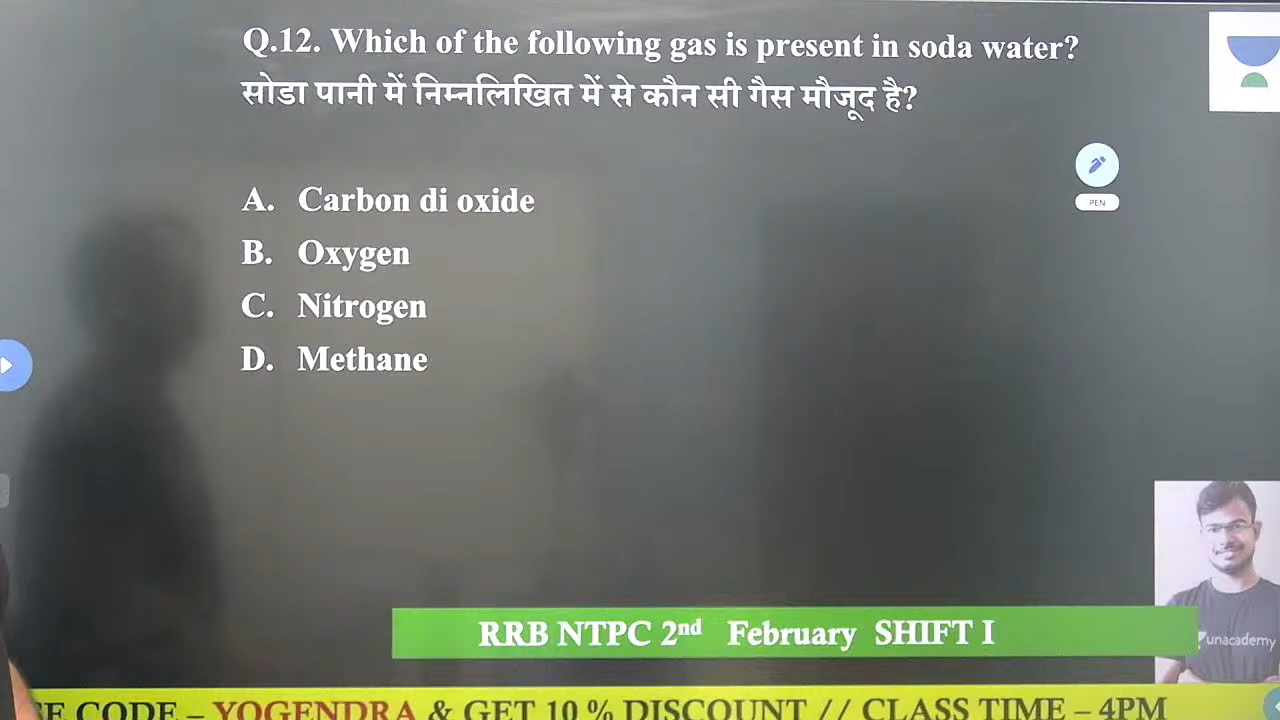 Q.12. Which of the following gas is present in soda water?
सोडा पानी में निम्नलिखित में से कौन सी गैस मौजूद है?
PEN
A. Carbon di oxide
B. Oxygen
C. Nitrogen
D. Methane
RRB NTPC 2nd February SHIFT I
unacademy
CODE – YOGENDRA & GET 10 % DISCOUNT // CLASS TIME – 4PM